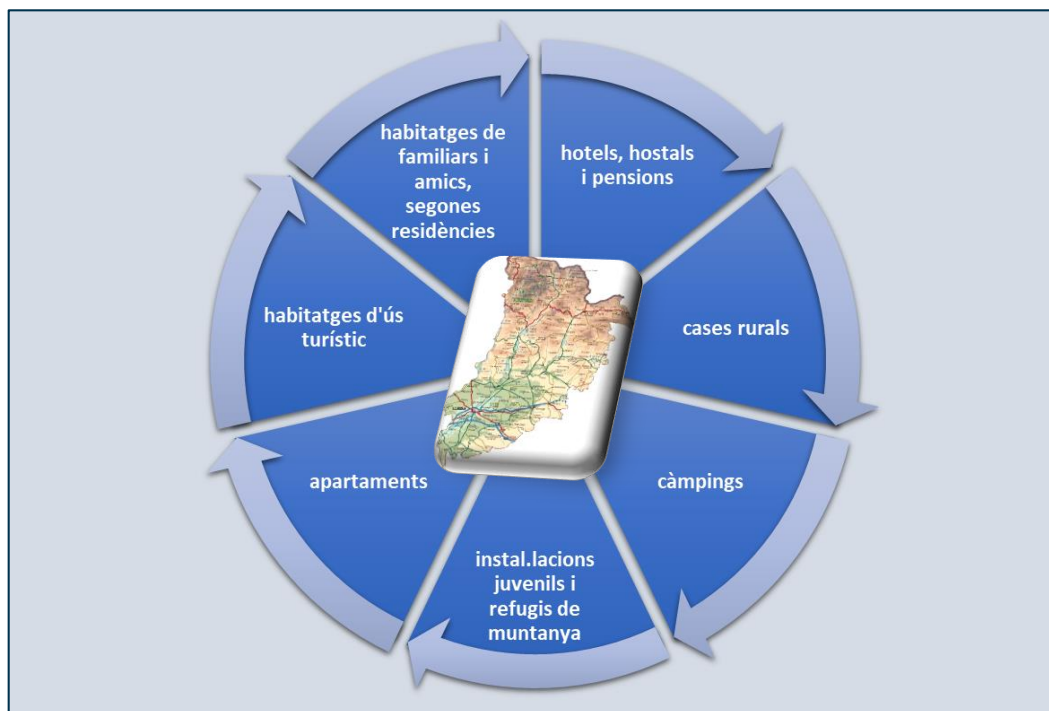 hotels, hostals
i pensions
cases rurals
càmpings
instal.lacions
juvenils i
refugis de
muntanya
apartaments
habitatges d'ús
turístic
habitatges de
familiars i
amics,
segones
residències